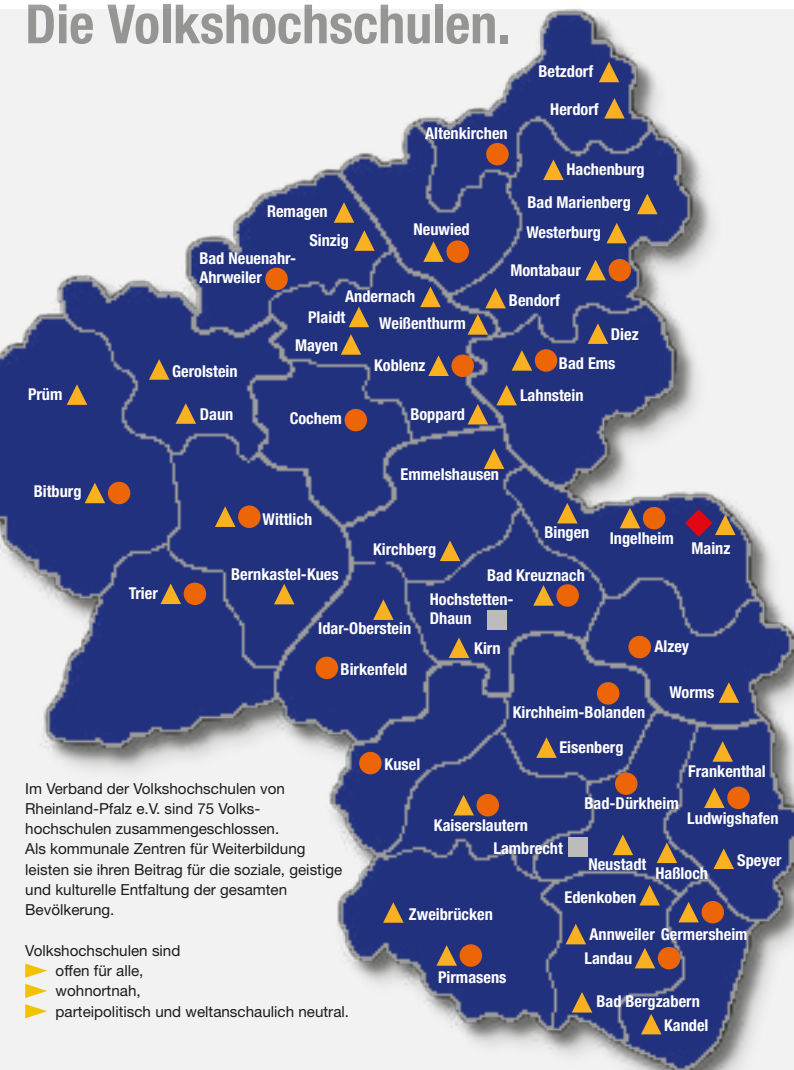 Die Volkshochschulen.
Betzdorf
Herdorf
Altenkirchen
Hachenburg
Bad Marienberg
Remagen
Neuwied
Westerburg
Sinzig
Bad Neuenahr-
Ahrweiler
Montabaur
Andernach
Bendorf
Plaidt
Weißenthurm
Diez
Mayen
Koblenz
Bad Ems
Gerolstein
Prüm
Lahnstein
Daun
Cochem
Boppard
Emmelshausen
Bitburg
Wittlich
Bingen
Ingelheim
Mainz
Kirchberg
Bernkastel-Kues
Bad Kreuznach
Trier
Hochstetten-
Dhaun
Idar-Oberstein
Kirn
Alzey
Birkenfeld
Worms
Kirchheim-Bolanden
Eisenberg
Kusel
Frankenthal
Bad-Dürkheim
Ludwigshafen
Kaiserslautern
Lambrecht
Neustadt
Haßloch
Speyer
Edenkoben
Zweibrücken
Annweiler
Germersheim
Landau
Pirmasens
Bad Bergzabern
Kandel
Im Verband der Volkshochschulen von
Rheinland-Pfalz e.V. sind 75 Volks-
hochschulen zusammengeschlossen.
Als kommunale Zentren für Weiterbildung
leisten sie ihren Beitrag für die soziale, geistige
und kulturelle Entfaltung der gesamten
Bevölkerung.
Volkshochschulen sind
offen für alle,
wohnortnah,
parteipolitisch und weltanschaulich neutral.